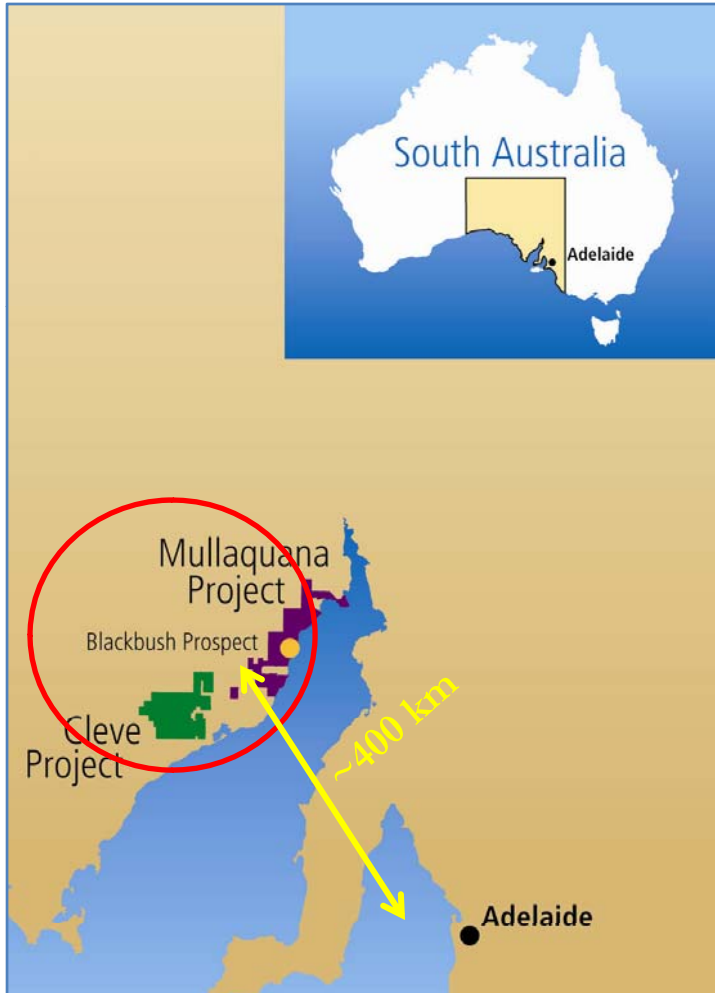 South Australia
Adelaide
Mullaquana
Project
Blackbush Prospect
Cleve
Project
~400 km
Adelaide